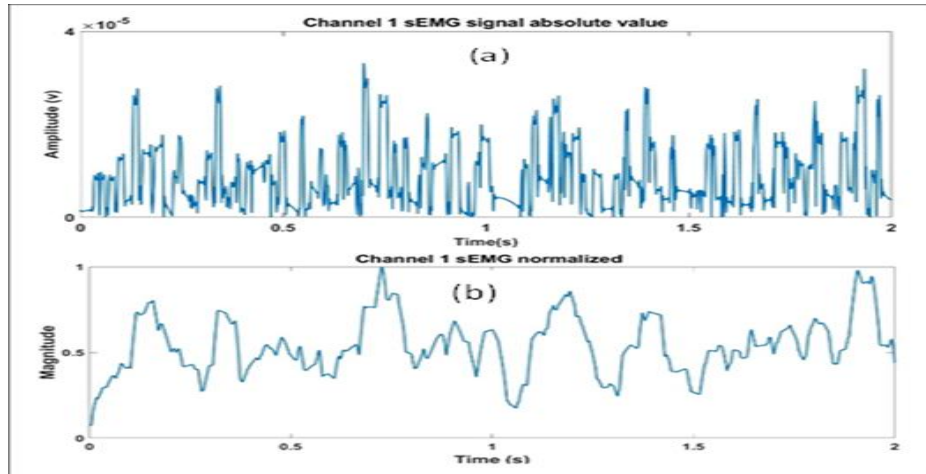 Channel 1 sEMG signal absolute value
×10-5
(a)
4
Amplitude (v)
0
0 0.5 1 1.5 2
Time(s)
Channel 1 sEMG normalized
(b)
1
Magnitude
0.5
0
0 0.5 1 1.5 2
Time (s)